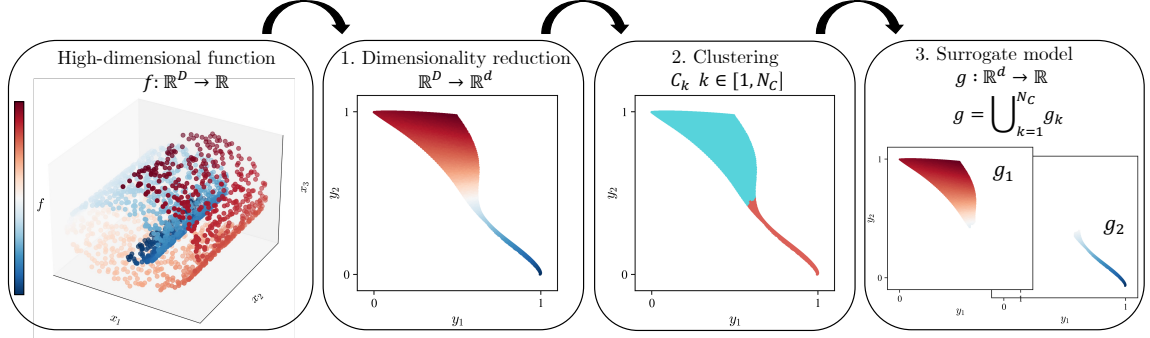 High-dimensional function
f: ℝ^D → ℝ
f
x_1
x_2
x_3
1. Dimensionality reduction
ℝ^D → ℝ^d
1
y_2
0
0
1
y_1
2. Clustering
C_k k ∈ [1, N_C]
1
y_2
0
0
1
y_1
3. Surrogate model
g : ℝ^d → ℝ
g = ⋃_{k=1}^{N_C} g_k
g_1
1
y_2
0
0
1
y_1
g_2
0
1
y_1